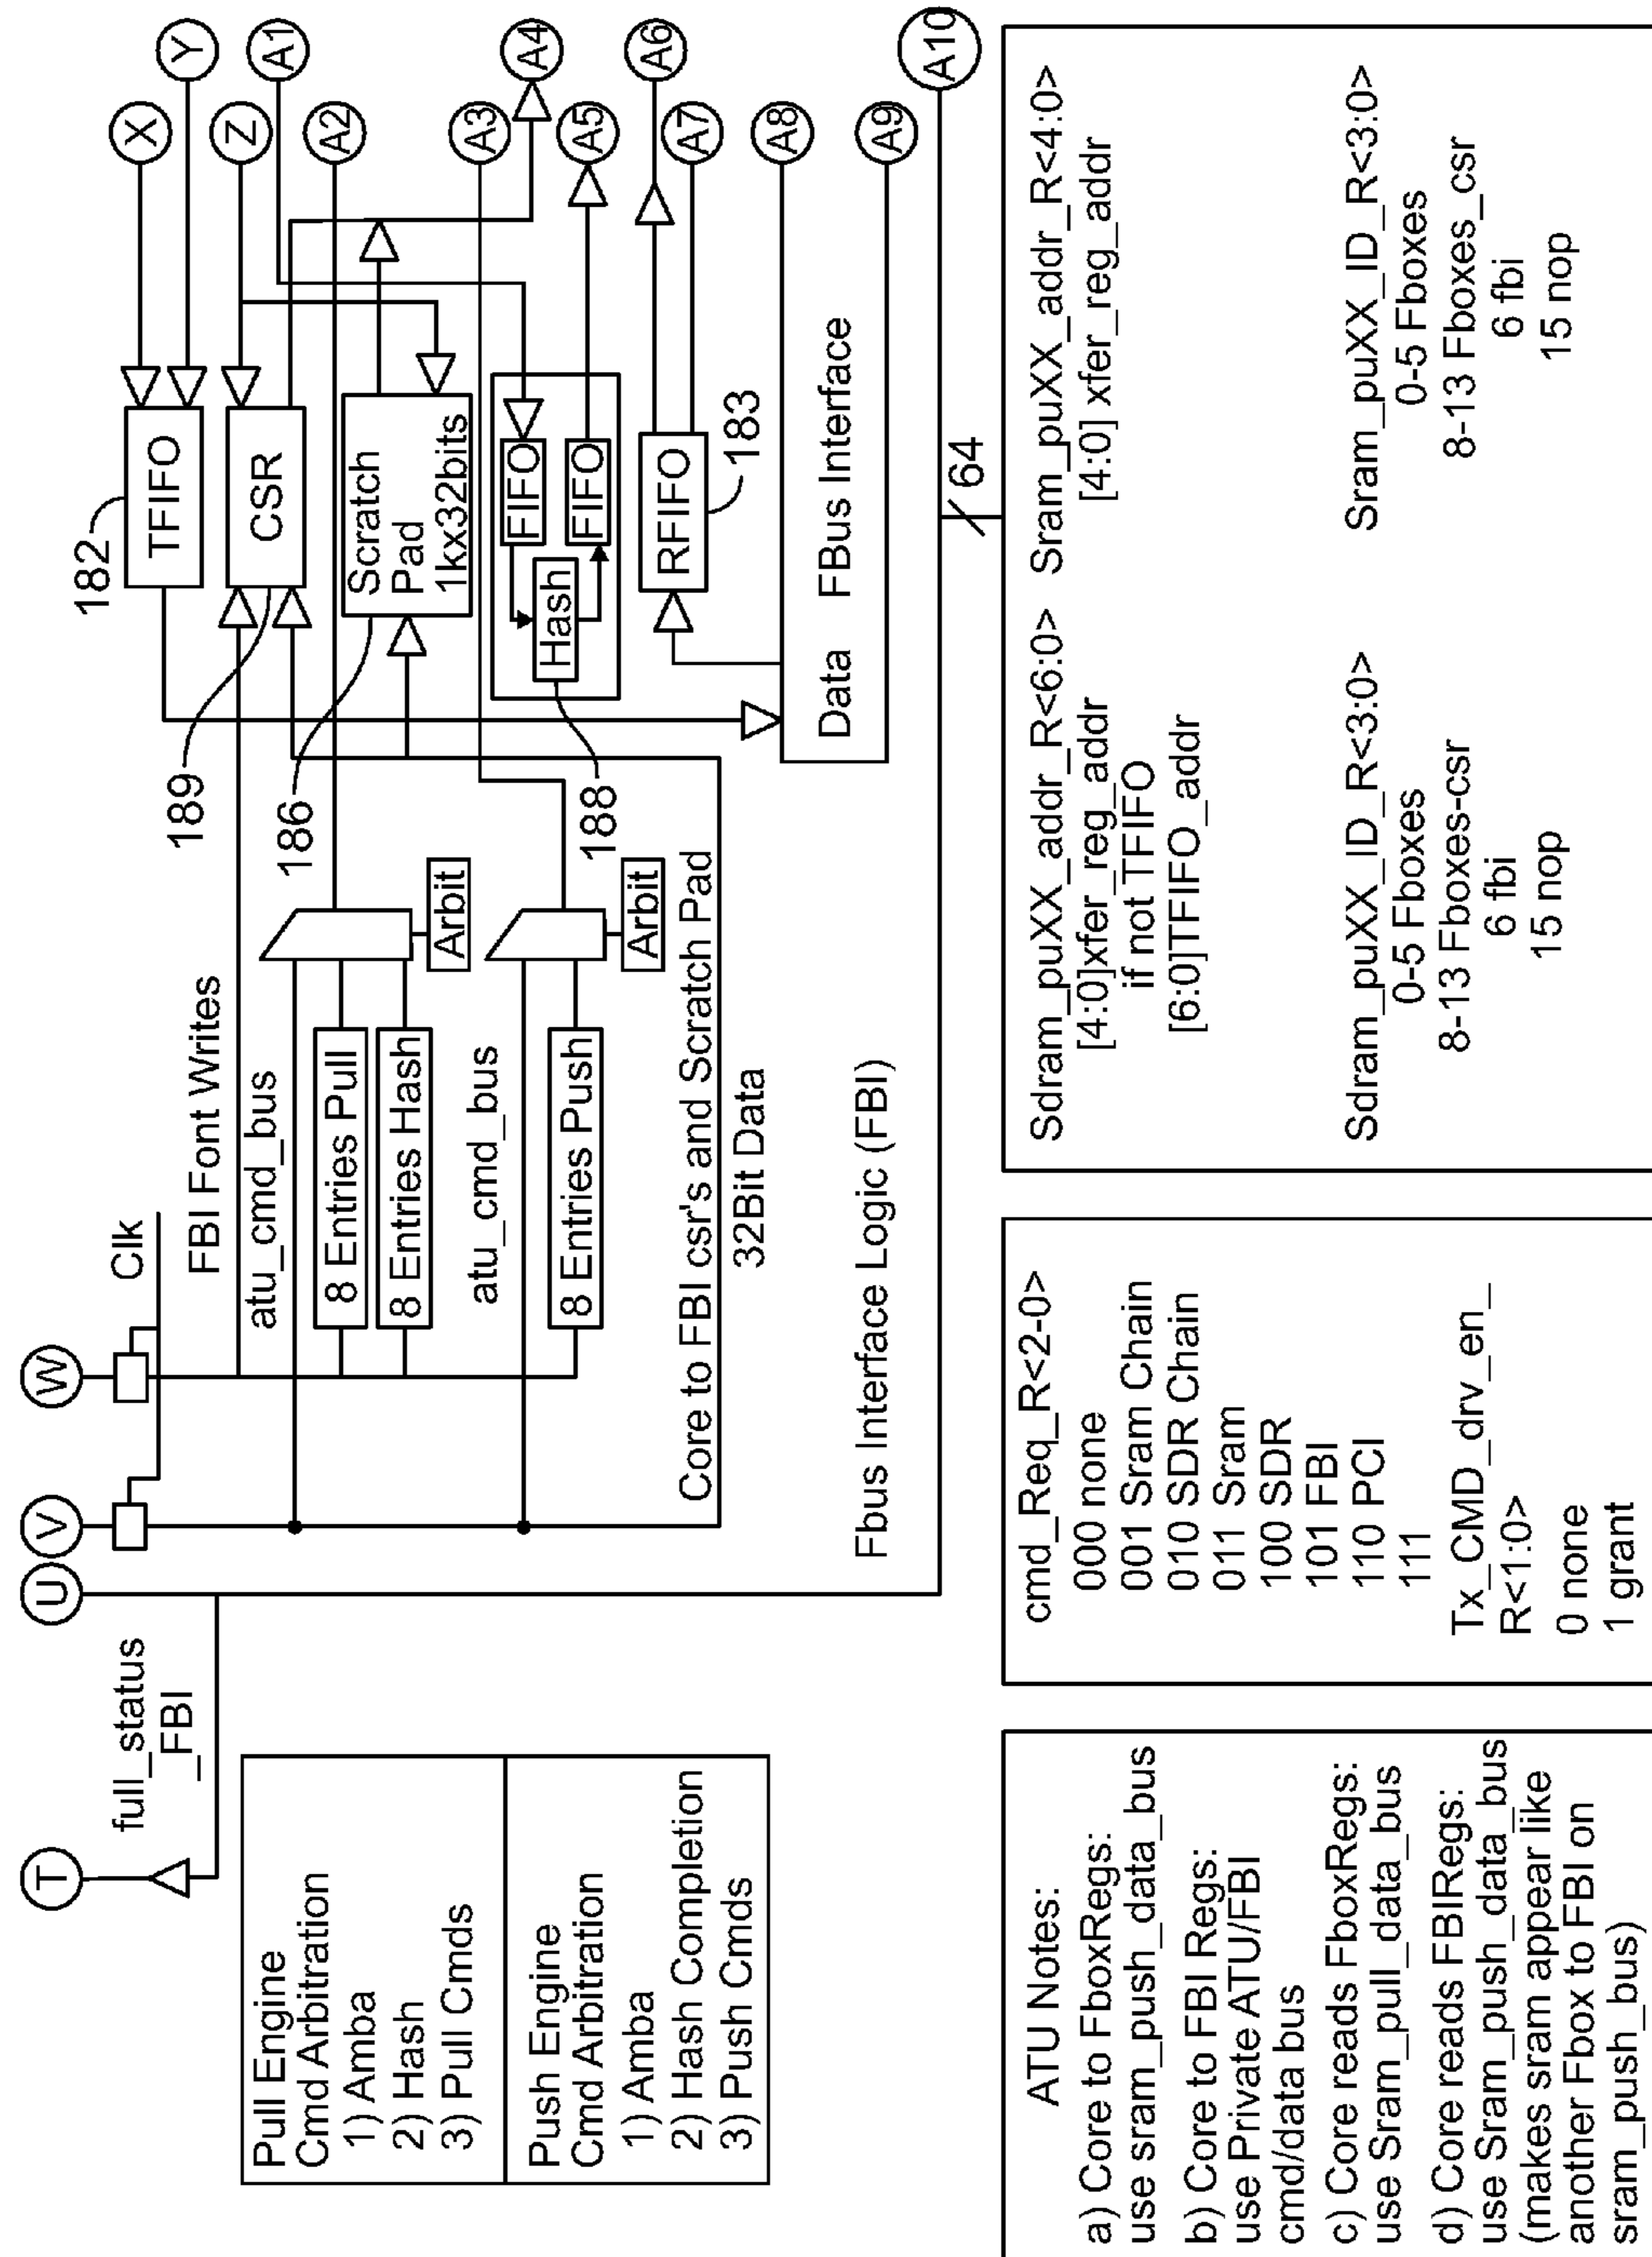 T
U
V
W
full_status
_FBI
Clk
FBI Font Writes
atu_cmd_bus
8 Entries Pull
8 Entries Hash
Arbit
atu_cmd_bus
8 Entries Push
Arbit
Core to FBI csr's and Scratch Pad
32Bit Data
Fbus Interface Logic (FBI)
182
189
186
188
183
TFIFO
CSR
Scratch
Pad
1kx32bits
FIFO
Hash
FIFO
RFIFO
Data FBus Interface
64
X
Y
Z
A1
A2
A3
A4
A5
A6
A7
A8
A9
A10
Pull Engine
Cmd Arbitration
1) Amba
2) Hash
3) Pull Cmds
Push Engine
Cmd Arbitration
1) Amba
2) Hash Completion
3) Push Cmds
ATU Notes:
a) Core to FboxRegs:
use sram_push_data_bus
b) Core to FBI Regs:
use Private ATU/FBI
cmd/data bus
c) Core reads FboxRegs:
use Sram_pull_data_bus
d) Core reads FBIRegs:
use Sram_push_data_bus
(makes sram appear like
another Fbox to FBI on
sram_push_bus)
cmd_Req_R<2-0>
000 none
001 Sram Chain
010 SDR Chain
011 Sram
100 SDR
101 FBI
110 PCI
111
Tx_CMD_drv_en_
R<1:0>
0 none
1 grant
Sdram_puXX_addr_R<6:0>
[4:0]xfer_reg_addr
if not TFIFO
[6:0]TFIFO_addr
Sram_puXX_addr_R<4:0>
[4:0] xfer_reg_addr
Sdram_puXX_ID_R<3:0>
0-5 Fboxes
8-13 Fboxes-csr
6 fbi
15 nop
Sram_puXX_ID_R<3:0>
0-5 Fboxes
8-13 Fboxes_csr
6 fbi
15 nop